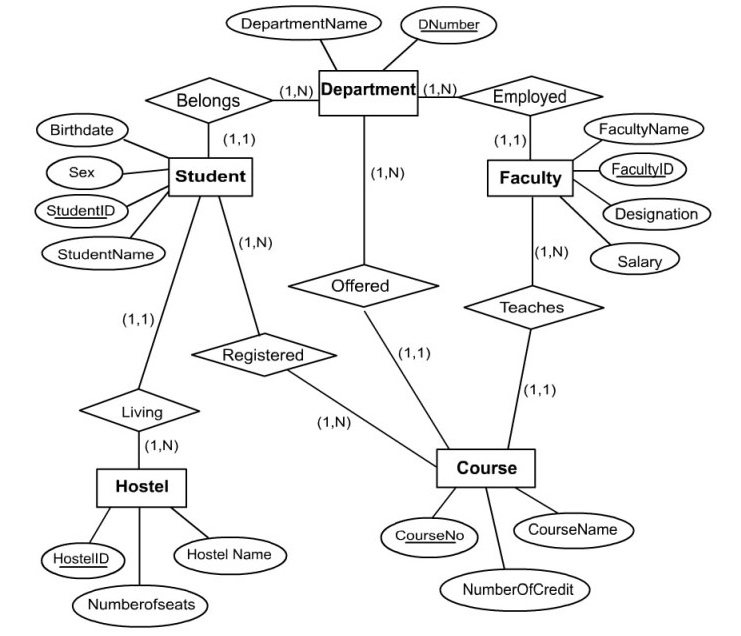 DepartmentName
DNumber
Belongs
(1,N)
Department
(1,N)
Employed
Birthdate
(1,1)
(1,1)
FacultyName
Sex
Student
(1,N)
Faculty
FacultyID
StudentID
Designation
StudentName
(1,N)
(1,N)
Salary
Offered
Teaches
(1,1)
Registered
(1,1)
(1,1)
Living
(1,N)
(1,N)
Course
Hostel
CourseNo
CourseName
HostelID
Hostel Name
NumberOfCredit
Numberofseats